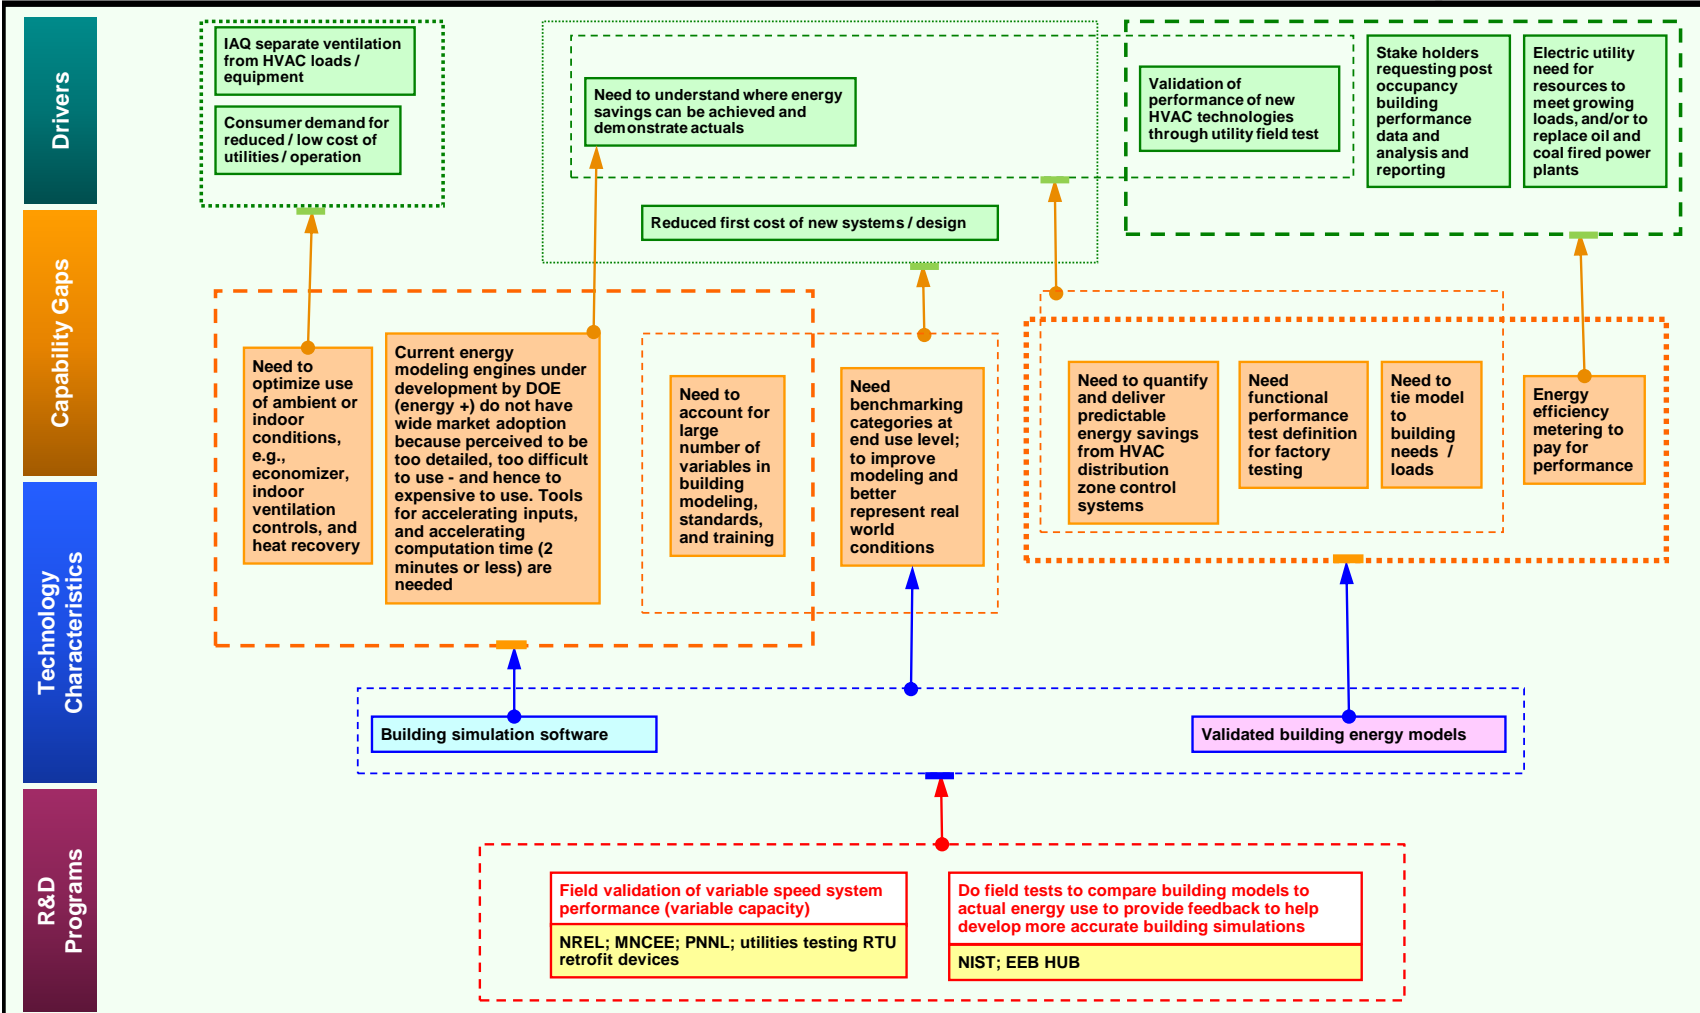 Drivers
IAQ separate ventilation
from HVAC loads /
equipment
Consumer demand for
reduced / low cost of
utilities / operation
Need to understand where energy
savings can be achieved and
demonstrate actuals
Reduced first cost of new systems / design
Validation of
performance of new
HVAC technologies
through utility field test
Stake holders
requesting post
occupancy
building
performance
data and
analysis and
reporting
Electric utility
need for
resources to
meet growing
loads, and/or to
replace oil and
coal fired power
plants
Capability Gaps
Need to
optimize use
of ambient or
indoor
conditions,
e.g.,
economizer,
indoor
ventilation
controls, and
heat recovery
Current energy
modeling engines under
development by DOE
(energy +) do not have
wide market adoption
because perceived to be
too detailed, too difficult
to use - and hence to
expensive to use. Tools
for accelerating inputs,
and accelerating
computation time (2
minutes or less) are
needed
Need to
account for
large
number of
variables in
building
modeling,
standards,
and training
Need
benchmarking
categories at
end use level;
to improve
modeling and
better
represent real
world
conditions
Need to quantify
and deliver
predictable
energy savings
from HVAC
distribution
zone control
systems
Need
functional
performance
test definition
for factory
testing
Need to
tie model
to
building
needs /
loads
Energy
efficiency
metering to
pay for
performance
Technology
Characteristics
Building simulation software
Validated building energy models
R&D
Programs
Field validation of variable speed system
performance (variable capacity)
NREL; MNCEE; PNNL; utilities testing RTU
retrofit devices
Do field tests to compare building models to
actual energy use to provide feedback to help
develop more accurate building simulations
NIST; EEB HUB